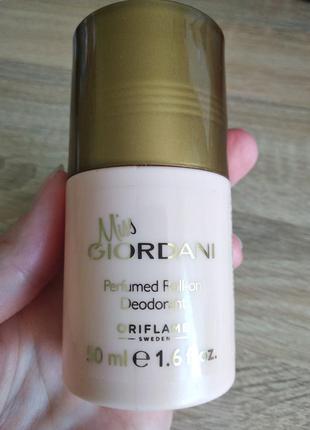 Miss
GIORDANI
Perfumed Roll-on
Deodorant
ORIFLAME
SWEDEN
50 ml e 1.6 fl.oz.